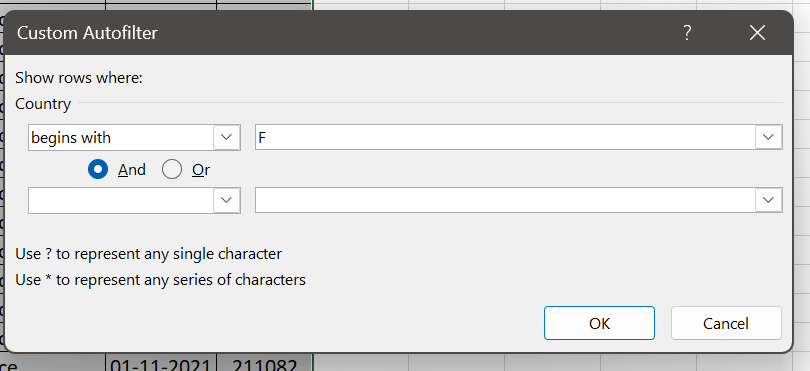 Custom Autofilter ?
Show rows where:
Country
begins with F
And Or
Use ? to represent any single character
Use * to represent any series of characters
OK Cancel
ce 01-11-2021 211082